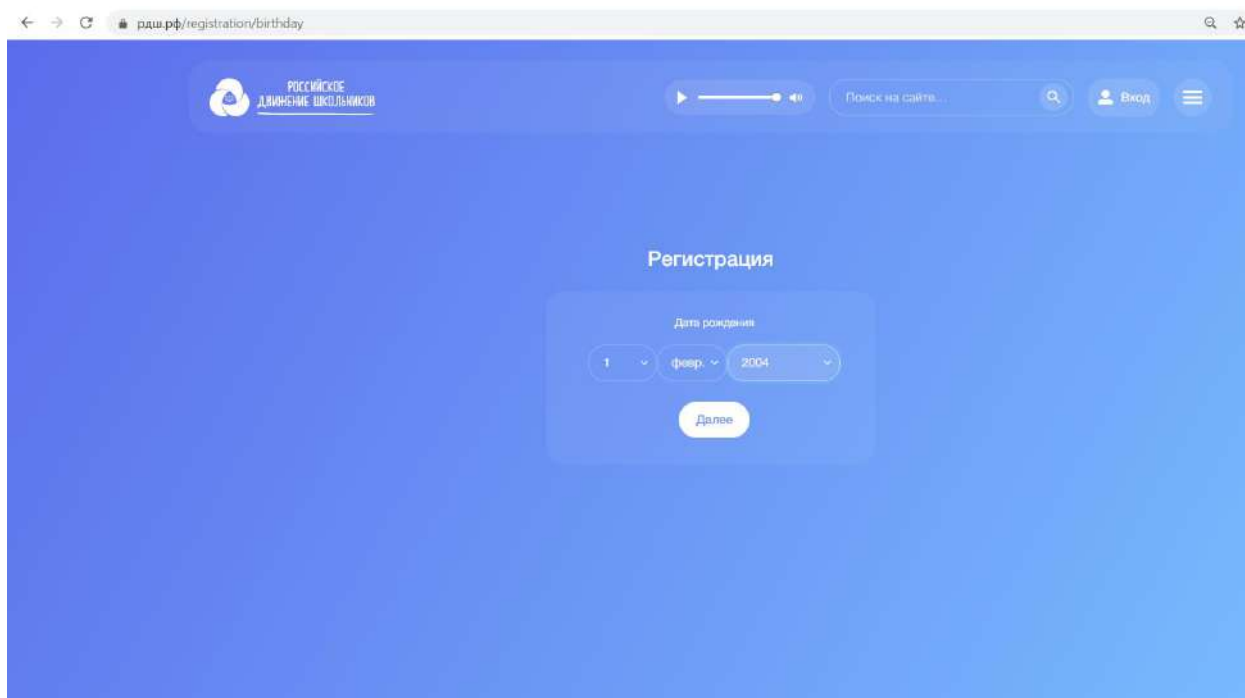 рдш.рф/registration/birthday
РОССИЙСКОЕ
ДВИЖЕНИЕ ШКОЛЬНИКОВ
Поиск на сайте...
Вход
Регистрация
Дата рождения
1 февр. 2004
Далее